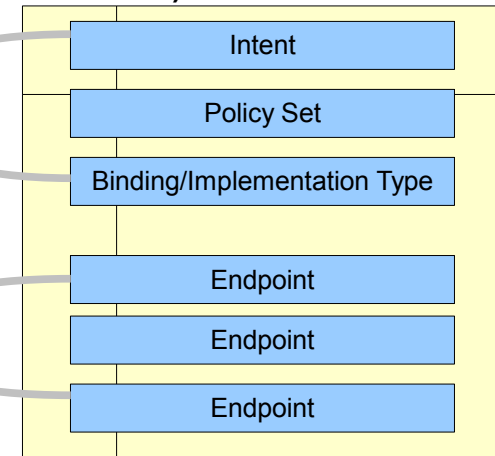 Intent
Policy Set
Binding/Implementation Type
Endpoint
Endpoint
Endpoint